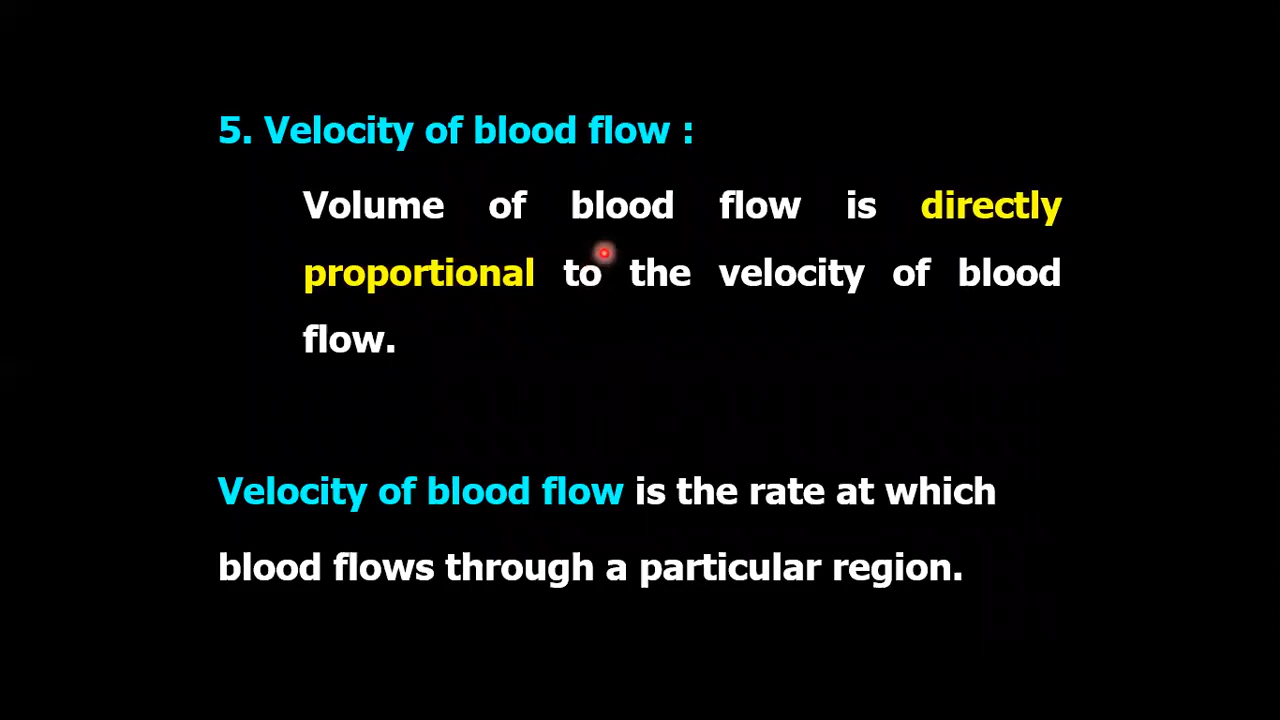 5. Velocity of blood flow :
Volume of blood flow is directly
proportional to the velocity of blood
flow.
Velocity of blood flow is the rate at which
blood flows through a particular region.